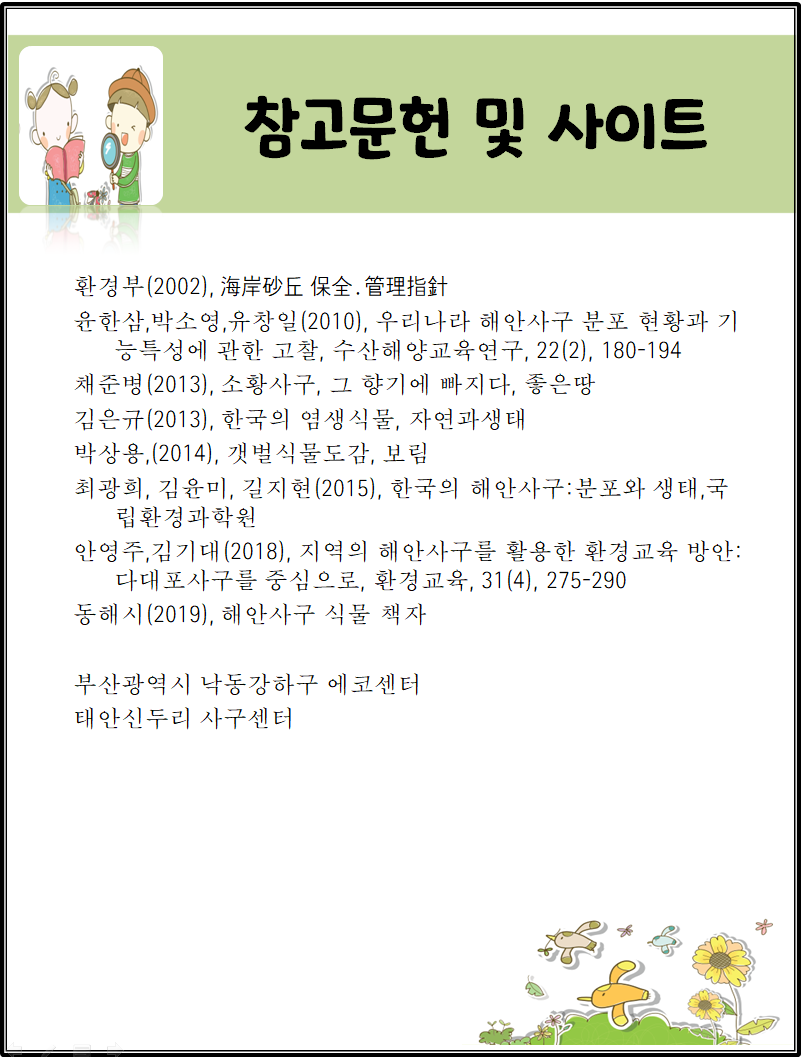 참고문헌 및 사이트
환경부(2002), 海岸砂丘 保全.管理指針
윤한삼,박소영,유창일(2010), 우리나라 해안사구 분포 현황과 기
능특성에 관한 고찰, 수산해양교육연구, 22(2), 180-194
채준병(2013), 소황사구, 그 향기에 빠지다, 좋은땅
김은규(2013), 한국의 염생식물, 자연과생태
박상용,(2014), 갯벌식물도감, 보림
최광희, 김윤미, 길지현(2015), 한국의 해안사구:분포와 생태,국
립환경과학원
안영주,김기대(2018), 지역의 해안사구를 활용한 환경교육 방안:
다대포사구를 중심으로, 환경교육, 31(4), 275-290
동해시(2019), 해안사구 식물 책자
부산광역시 낙동강하구 에코센터
태안신두리 사구센터